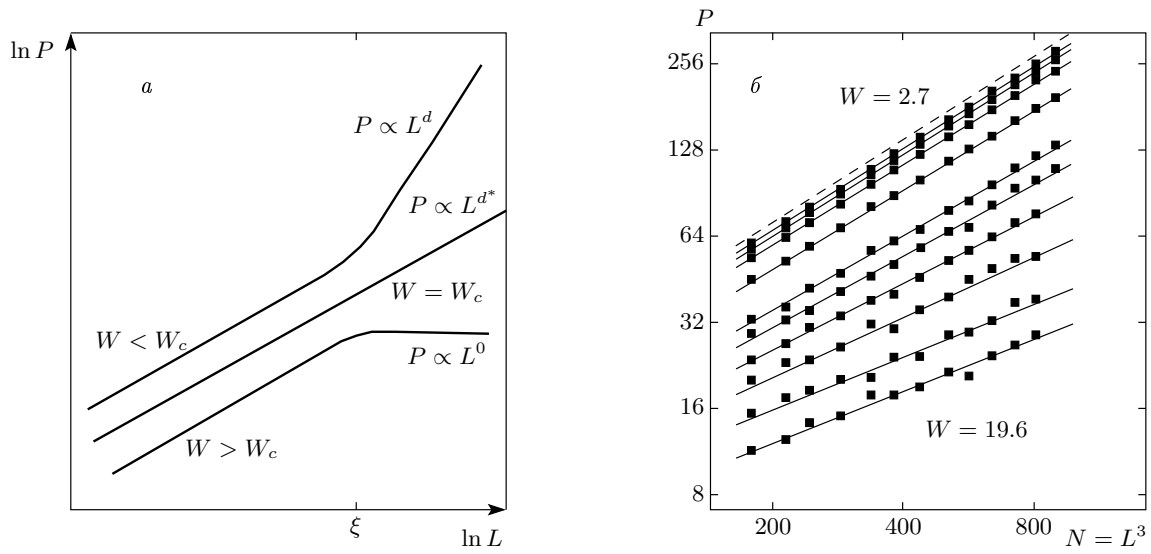 ln P
а
P ∝ L^d
P ∝ L^{d*}
W = W_c
W < W_c
P ∝ L^0
W > W_c
ξ
ln L
P
256
б
W = 2.7
128
64
32
16
W = 19.6
8
200
400
800
N = L^3